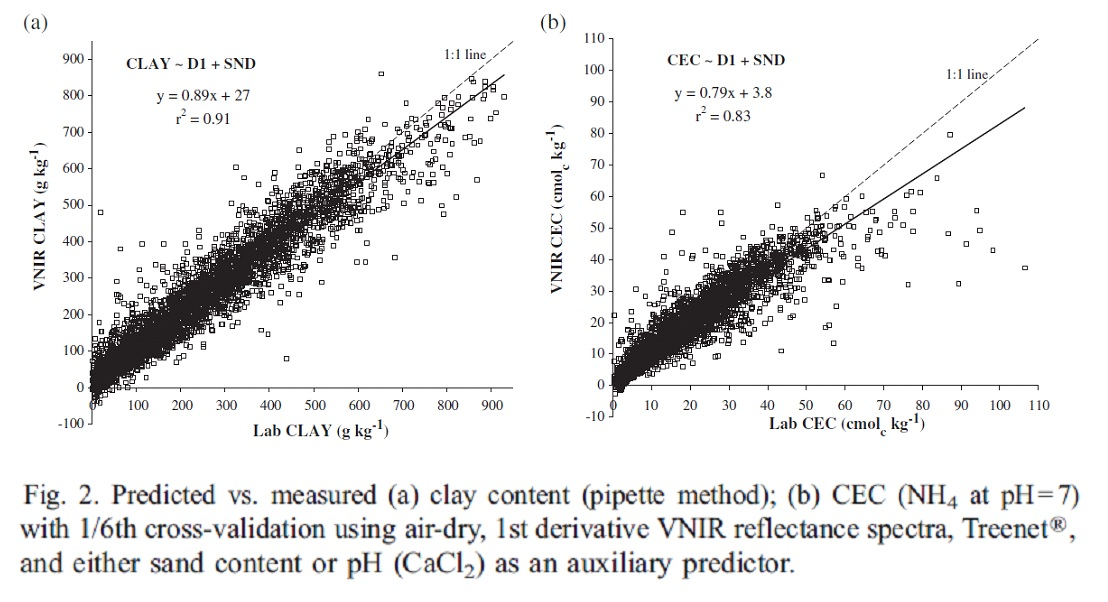 (a)
CLAY ~ D1 + SND
y = 0.89x + 27
r² = 0.91
1:1 line
900
800
700
600
500
400
300
200
100
0
-100
VNIR CLAY (g kg⁻¹)
0 100 200 300 400 500 600 700 800 900
Lab CLAY (g kg⁻¹)
(b)
CEC ~ D1 + SND
y = 0.79x + 3.8
r² = 0.83
1:1 line
110
100
90
80
70
60
50
40
30
20
10
0
-10
VNIR CEC (cmol_c kg⁻¹)
0 10 20 30 40 50 60 70 80 90 100 110
Lab CEC (cmol_c kg⁻¹)
Fig. 2. Predicted vs. measured (a) clay content (pipette method); (b) CEC (NH₄ at pH=7)
with 1/6th cross-validation using air-dry, 1st derivative VNIR reflectance spectra, Treenet®,
and either sand content or pH (CaCl₂) as an auxiliary predictor.